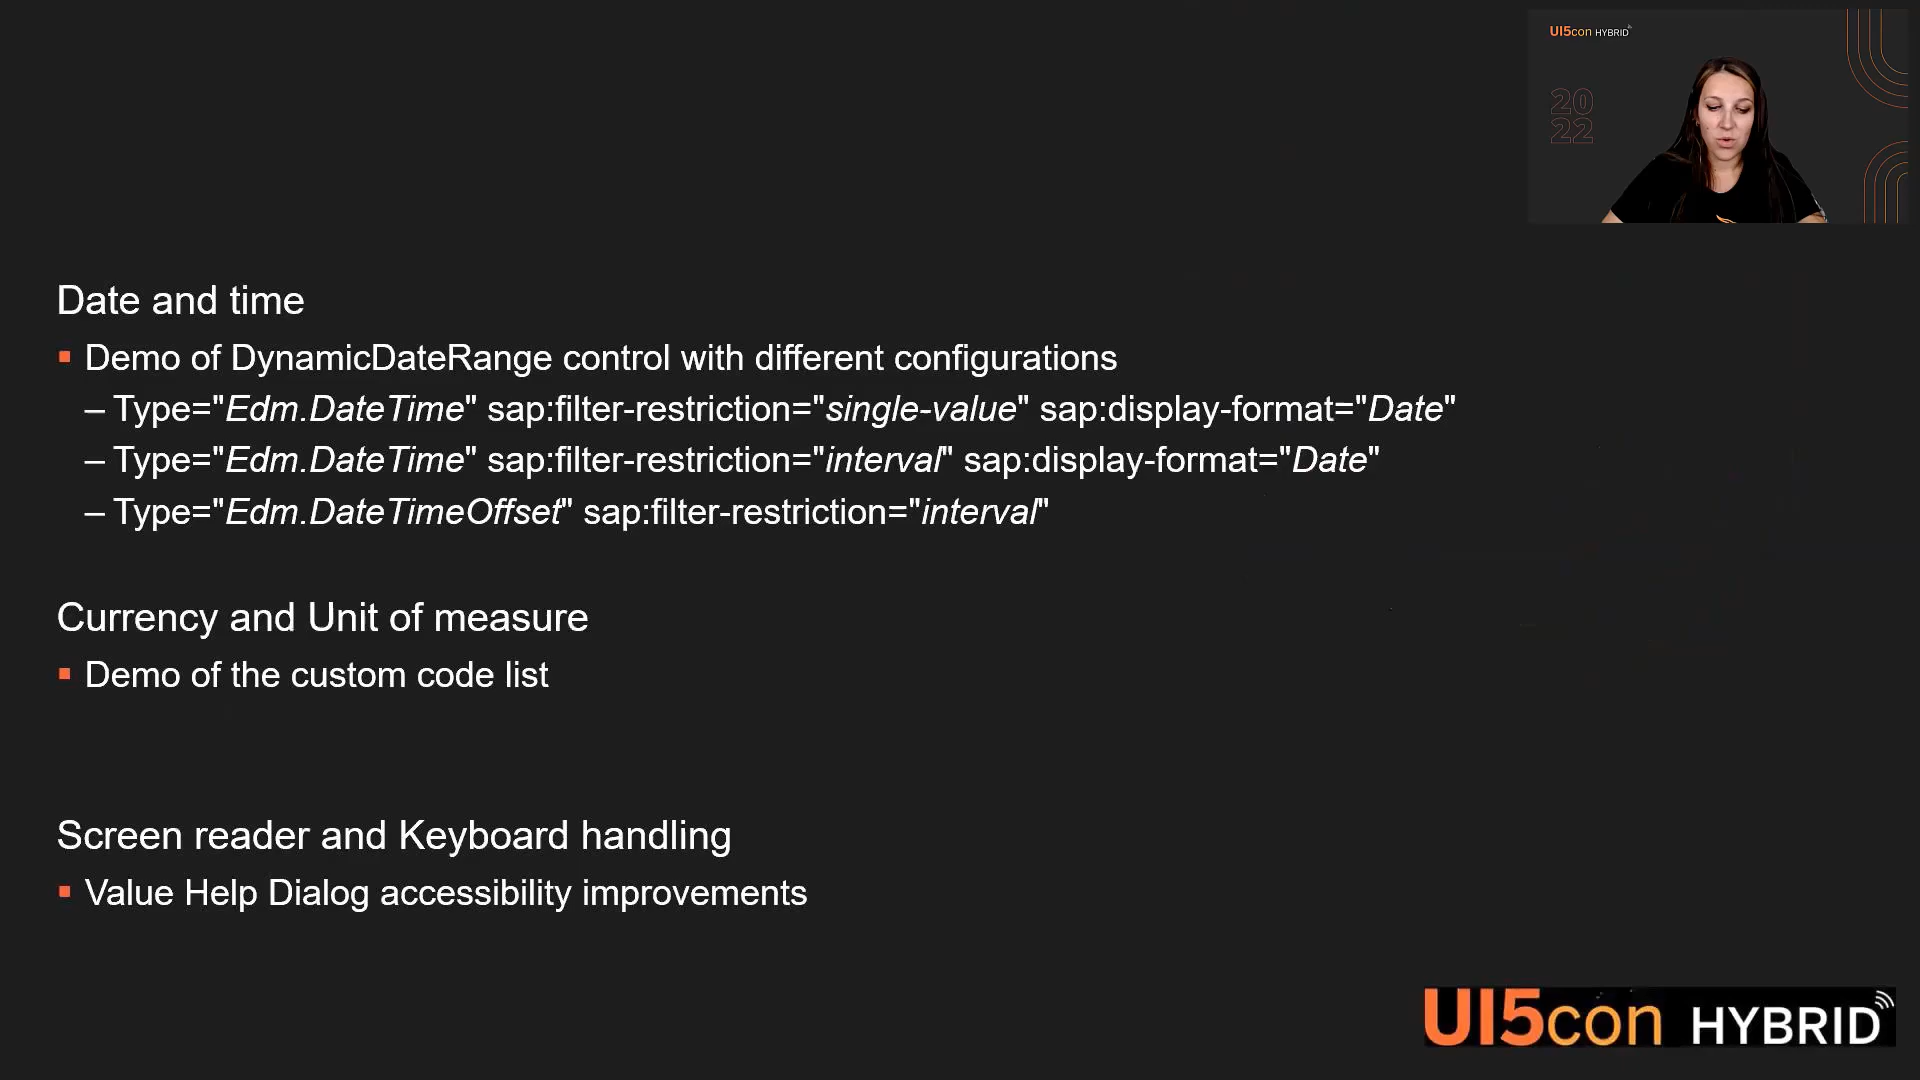 UI5con HYBRID
20
22
Date and time
Demo of DynamicDateRange control with different configurations
– Type="Edm.DateTime" sap:filter-restriction="single-value" sap:display-format="Date"
– Type="Edm.DateTime" sap:filter-restriction="interval" sap:display-format="Date"
– Type="Edm.DateTimeOffset" sap:filter-restriction="interval"
Currency and Unit of measure
Demo of the custom code list
Screen reader and Keyboard handling
Value Help Dialog accessibility improvements
UI5con HYBRID